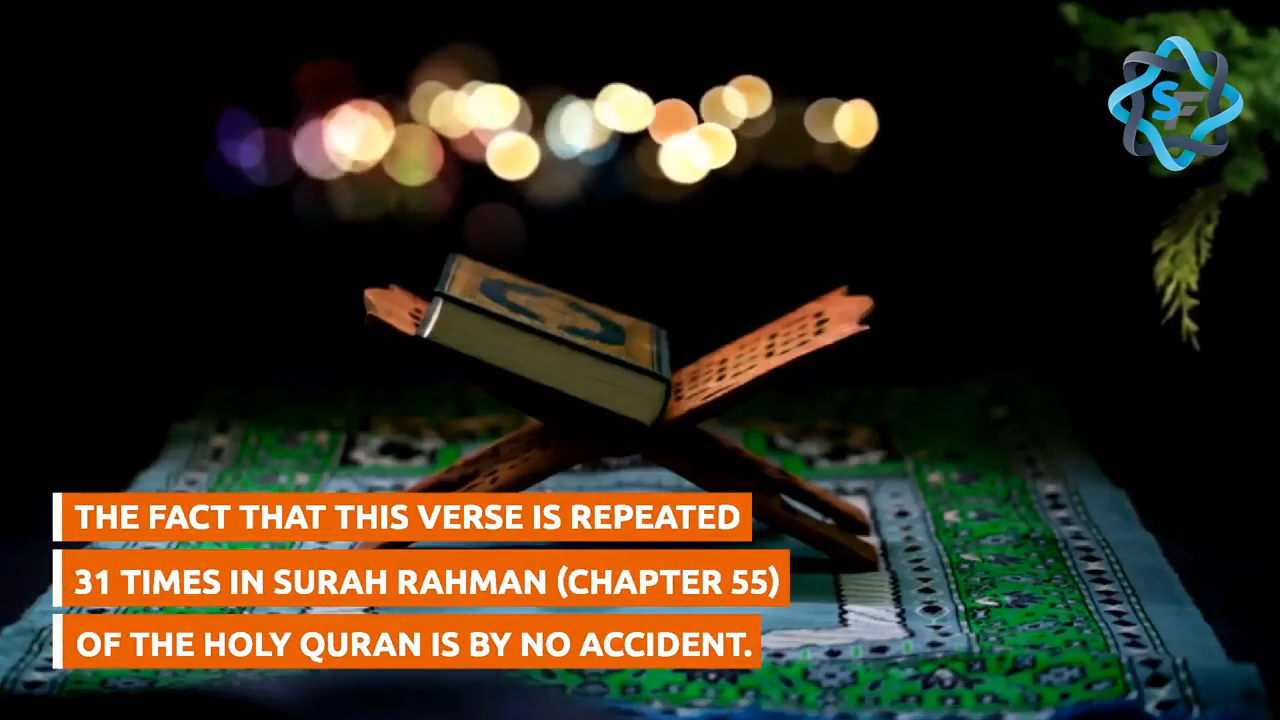 SF
THE FACT THAT THIS VERSE IS REPEATED
31 TIMES IN SURAH RAHMAN (CHAPTER 55)
OF THE HOLY QURAN IS BY NO ACCIDENT.